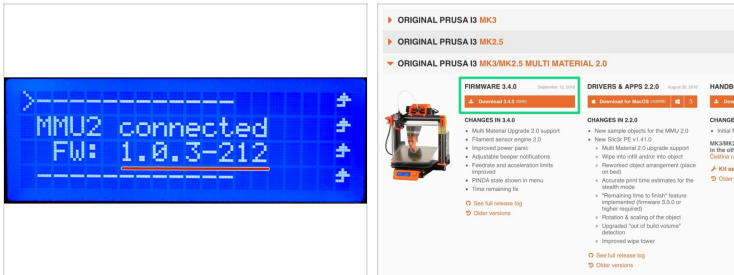 MMU2 connected
FW: 1.0.3-212
ORIGINAL PRUSA I3 MK3
ORIGINAL PRUSA I3 MK2.5
ORIGINAL PRUSA I3 MK3/MK2.5 MULTI MATERIAL 2.0
FIRMWARE 3.4.0
September 12, 2018
Download 3.4.0
CHANGES IN 3.4.0
Multi Material Upgrade 2.0 support
Filament sensor engine 2.0
Improved power panic
Adjustable beeper notifications
Feedrate and acceleration limits
improved
PINDA state shown in menu
Time remaining fix
See full release log
Older versions
DRIVERS & APPS 2.2.0
August 30, 2018
Download for MacOS
CHANGES IN 2.2.0
New sample objects for the MMU 2.0
New Slic3r PE v1.41.0
Multi Material 2.0 upgrade support
Wipe into infill and/or into object
Reworked object arrangement (place
on bed)
Accurate print time estimates for the
stealth mode
"Remaining time to finish" feature
implemented (firmware 3.3.0 or
higher required)
Rotation & scaling of the object
Upgraded "out of build volume"
detection
Improved wipe tower
See full release log
Older versions
HANDB
Dow
CHANGE
Initial
MK3/MK2
in the oth
Čeština
Kit as
Older